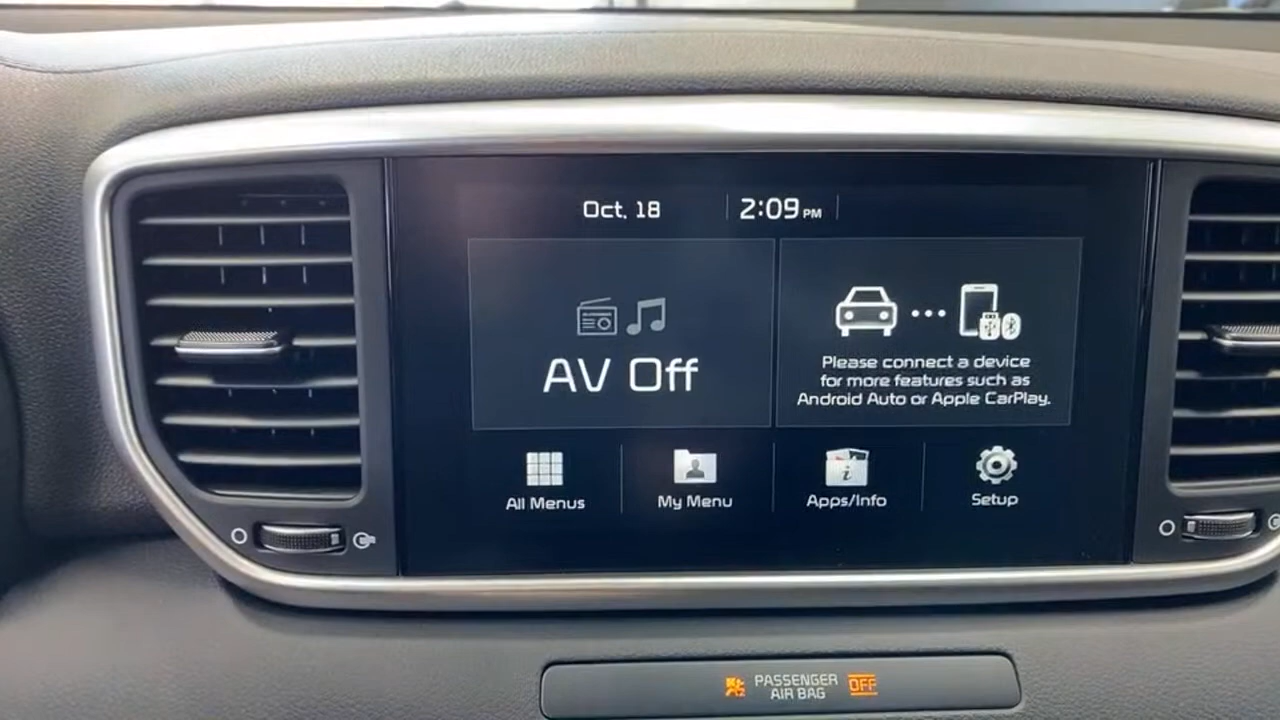 Oct. 18
2:09 PM
AV Off
Please connect a device
for more features such as
Android Auto or Apple CarPlay.
All Menus
My Menu
Apps/Info
Setup
PASSENGER
AIR BAG
OFF